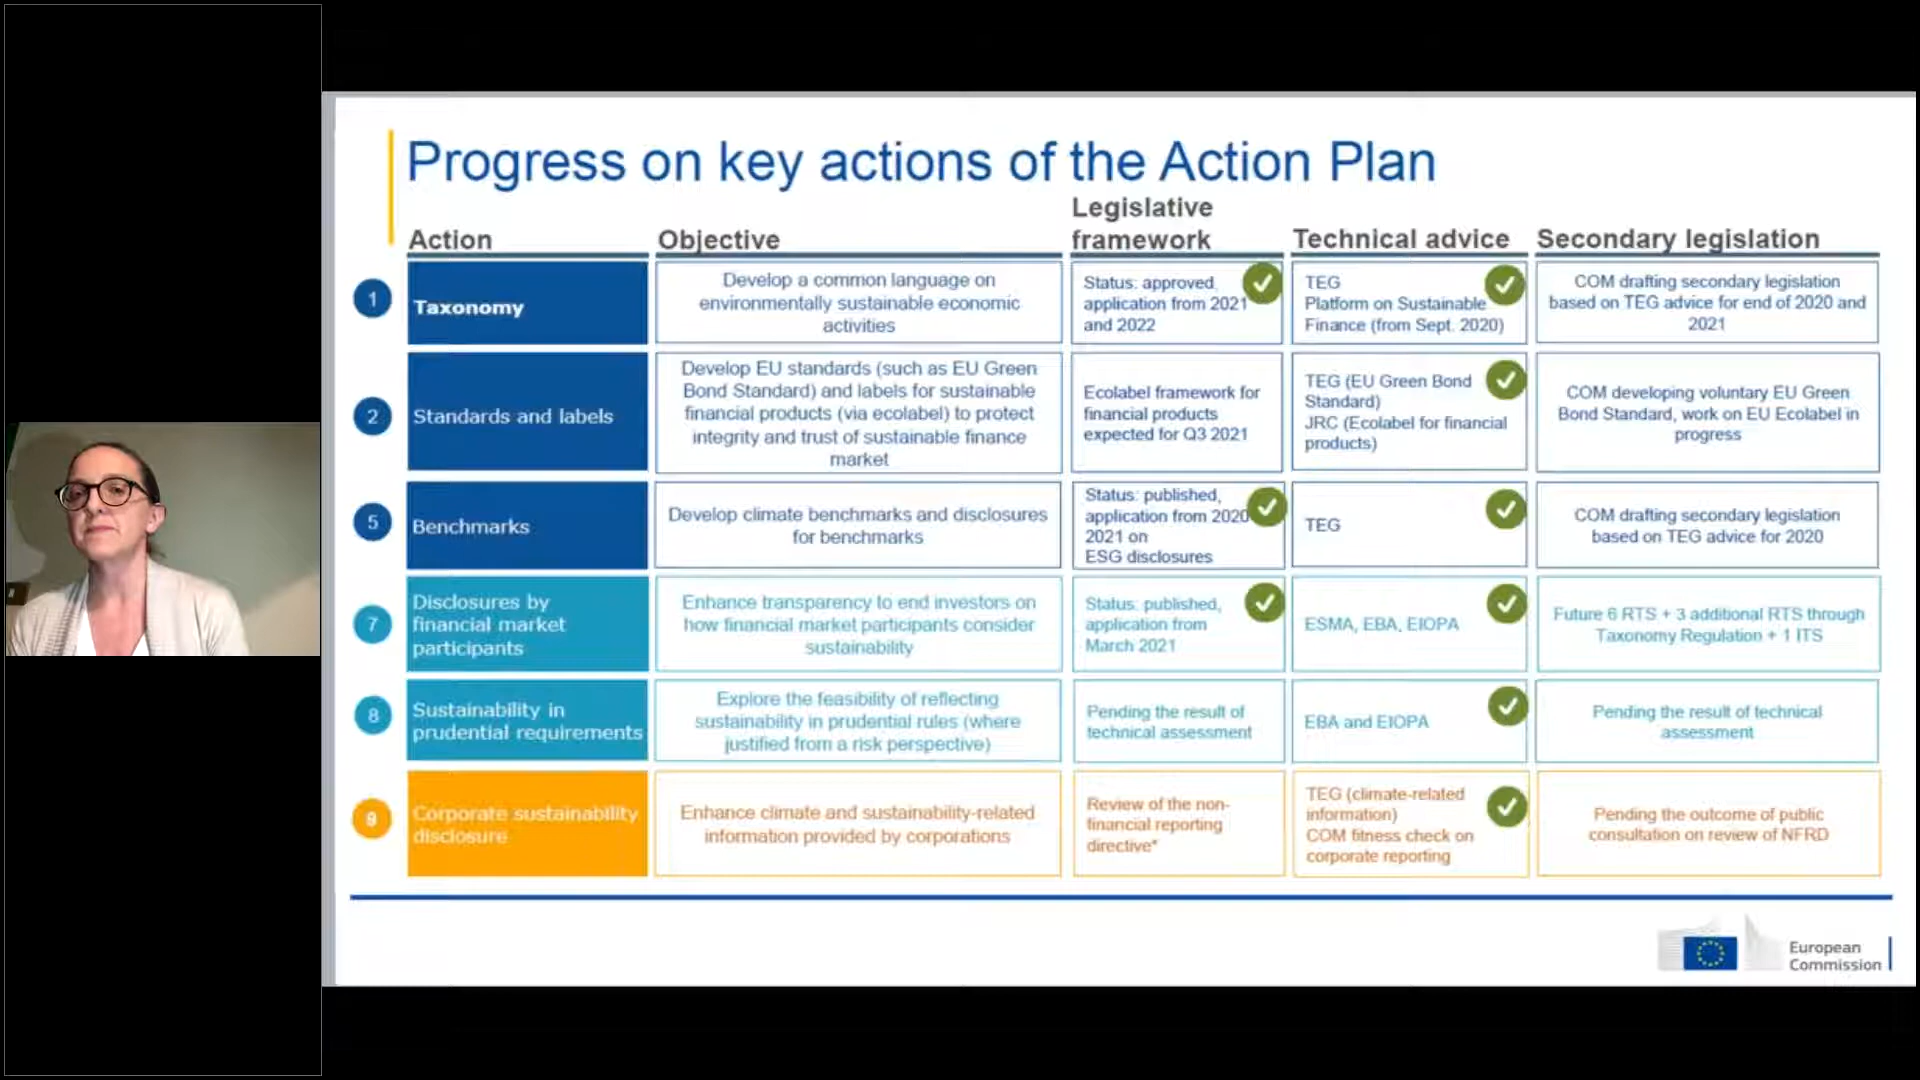 Progress on key actions of the Action Plan
Action
Objective
Legislative
framework
Technical advice
Secondary legislation
1
Taxonomy
Develop a common language on
environmentally sustainable economic
activities
Status: approved,
application from 2021
and 2022
TEG
Platform on Sustainable
Finance (from Sept. 2020)
COM drafting secondary legislation
based on TEG advice for end of 2020 and
2021
2
Standards and labels
Develop EU standards (such as EU Green
Bond Standard) and labels for sustainable
financial products (via ecolabel) to protect
integrity and trust of sustainable finance
market
Ecolabel framework for
financial products
expected for Q3 2021
TEG (EU Green Bond
Standard)
JRC (Ecolabel for financial
products)
COM developing voluntary EU Green
Bond Standard, work on EU Ecolabel in
progress
5
Benchmarks
Develop climate benchmarks and disclosures
for benchmarks
Status: published,
application from 2020
2021 on
ESG disclosures
TEG
COM drafting secondary legislation
based on TEG advice for 2020
7
Disclosures by
financial market
participants
Enhance transparency to end investors on
how financial market participants consider
sustainability
Status: published,
application from
March 2021
ESMA, EBA, EIOPA
Future 6 RTS + 3 additional RTS through
Taxonomy Regulation + 1 ITS
8
Sustainability in
prudential requirements
Explore the feasibility of reflecting
sustainability in prudential rules (where
justified from a risk perspective)
Pending the result of
technical assessment
EBA and EIOPA
Pending the result of technical
assessment
9
Corporate sustainability
disclosure
Enhance climate and sustainability-related
information provided by corporations
Review of the non-
financial reporting
directive*
TEG (climate-related
information)
COM fitness check on
corporate reporting
Pending the outcome of public
consultation on review of NFRD
European
Commission